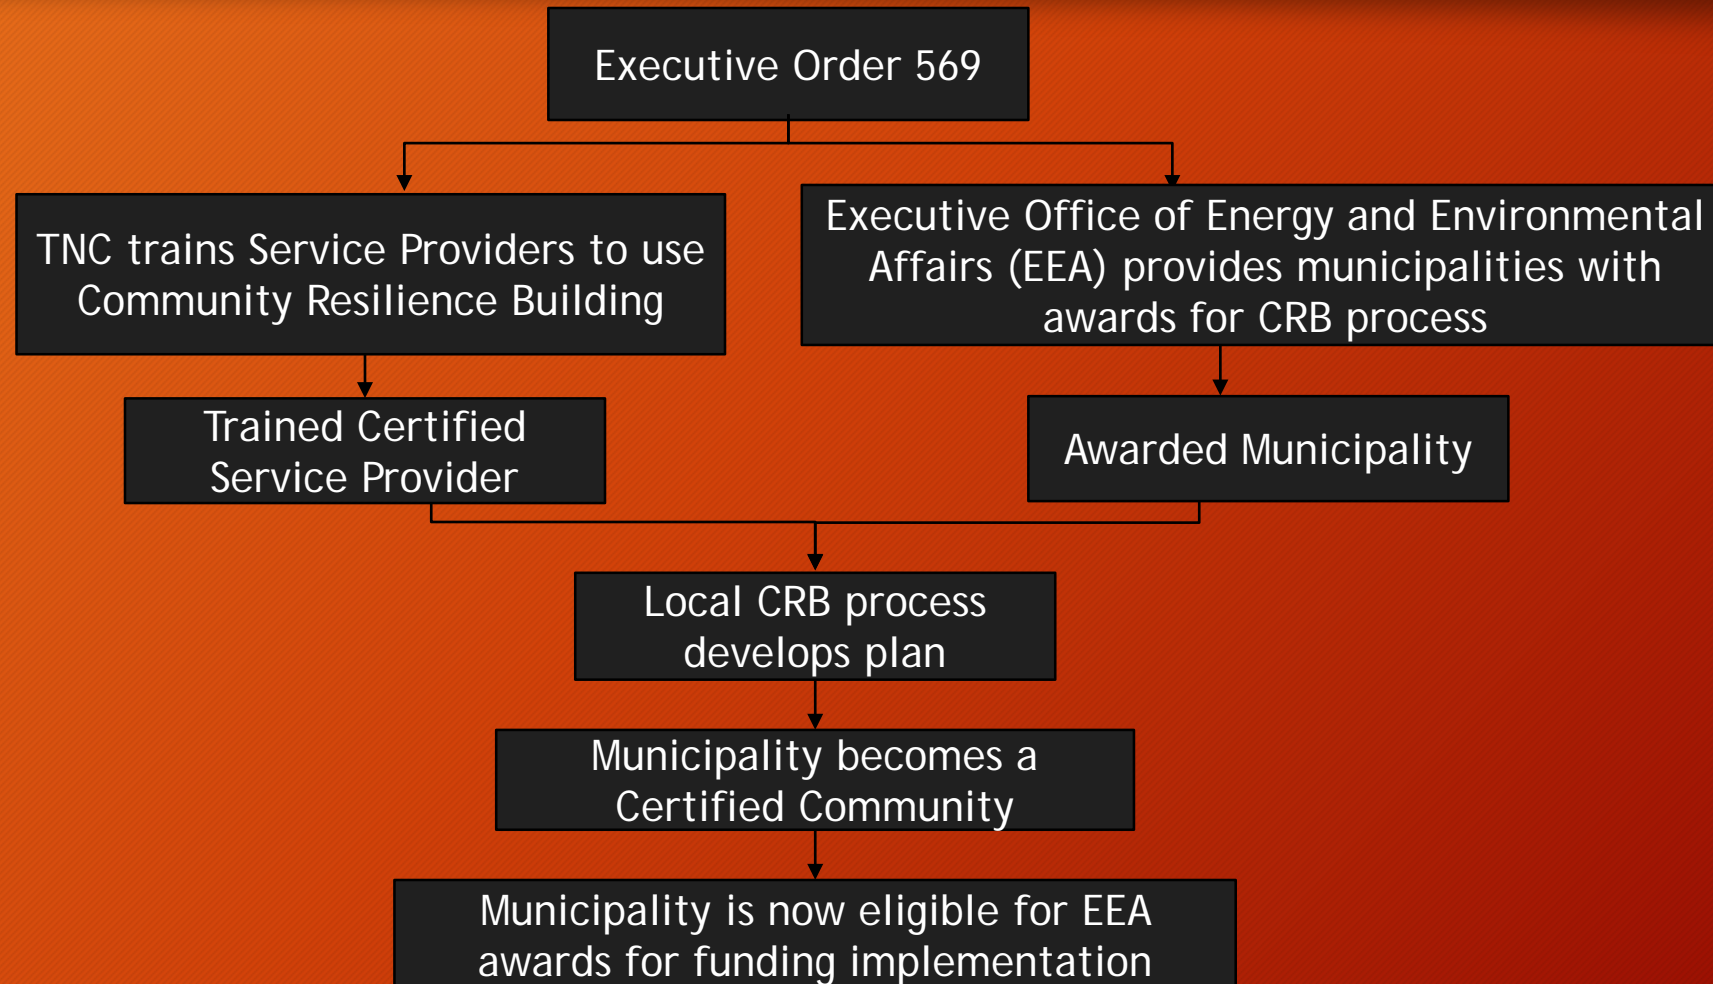 Executive Order 569
TNC trains Service Providers to use
Community Resilience Building
Executive Office of Energy and Environmental
Affairs (EEA) provides municipalities with
awards for CRB process
Trained Certified
Service Provider
Awarded Municipality
Local CRB process
develops plan
Municipality becomes a
Certified Community
Municipality is now eligible for EEA
awards for funding implementation